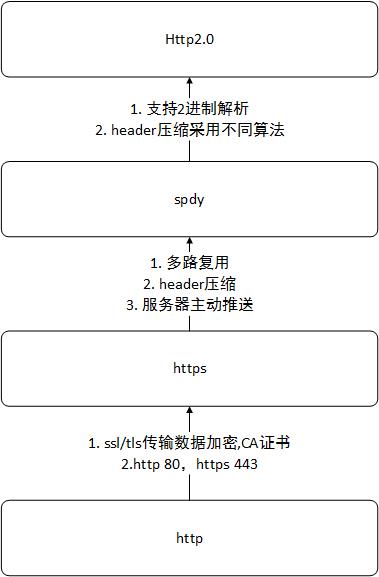 Http2.0
1. 支持2进制解析
2. header压缩采用不同算法
spdy
1. 多路复用
2. header压缩
3. 服务器主动推送
https
1. ssl/tls传输数据加密,CA证书
2.http 80，https 443
http